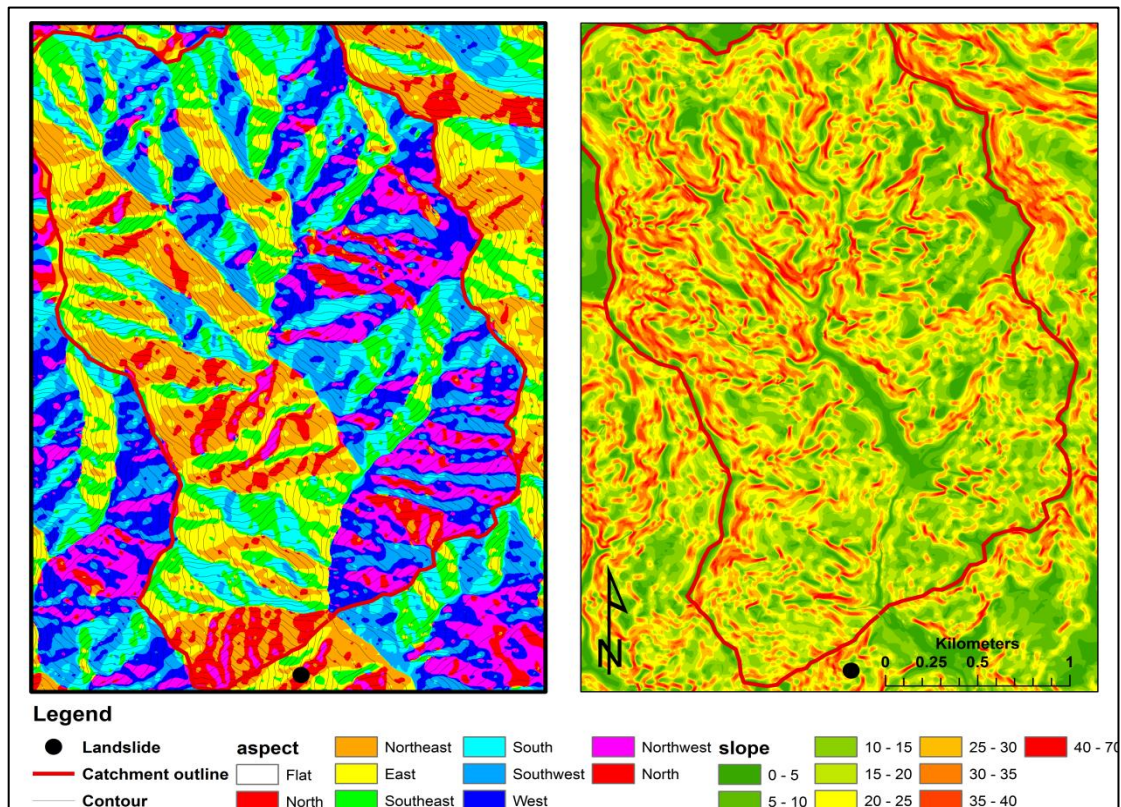 N
Kilometers
0 0.25 0.5 1
Legend
Landslide
Catchment outline
Contour
aspect
Flat
North
Northeast
East
Southeast
South
Southwest
West
Northwest
North
slope
0 - 5
5 - 10
10 - 15
15 - 20
20 - 25
25 - 30
30 - 35
35 - 40
40 - 70